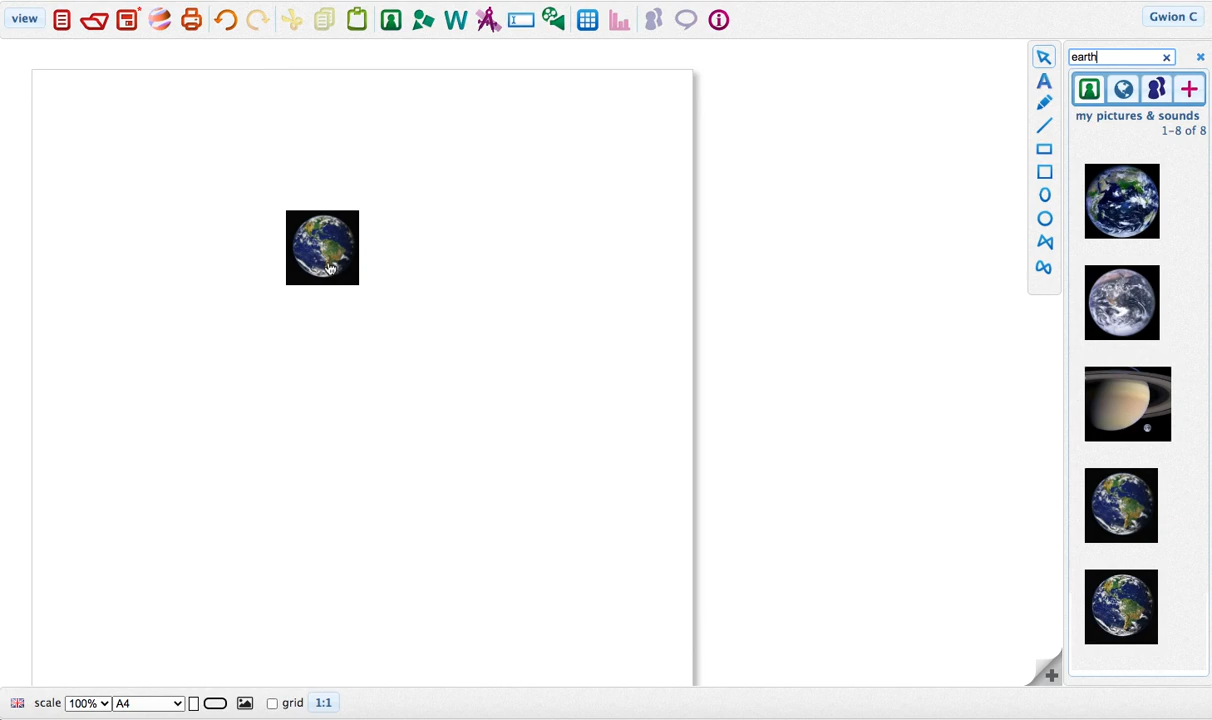 view
W
Gwion C
earth
A
my pictures & sounds
1-8 of 8
scale 100% A4 grid 1:1